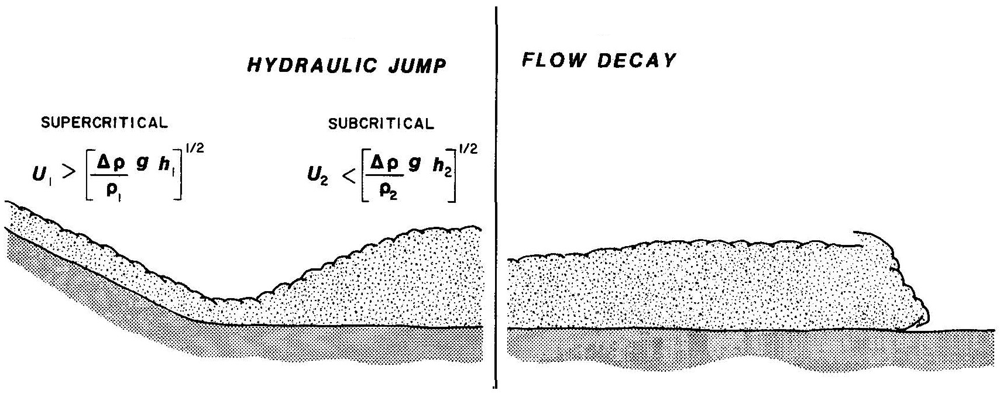 HYDRAULIC JUMP
FLOW DECAY
SUPERCRITICAL
SUBCRITICAL
U₁ > [Δρ/ρ₁ g h₁]^1/2
U₂ < [Δρ/ρ₂ g h₂]^1/2